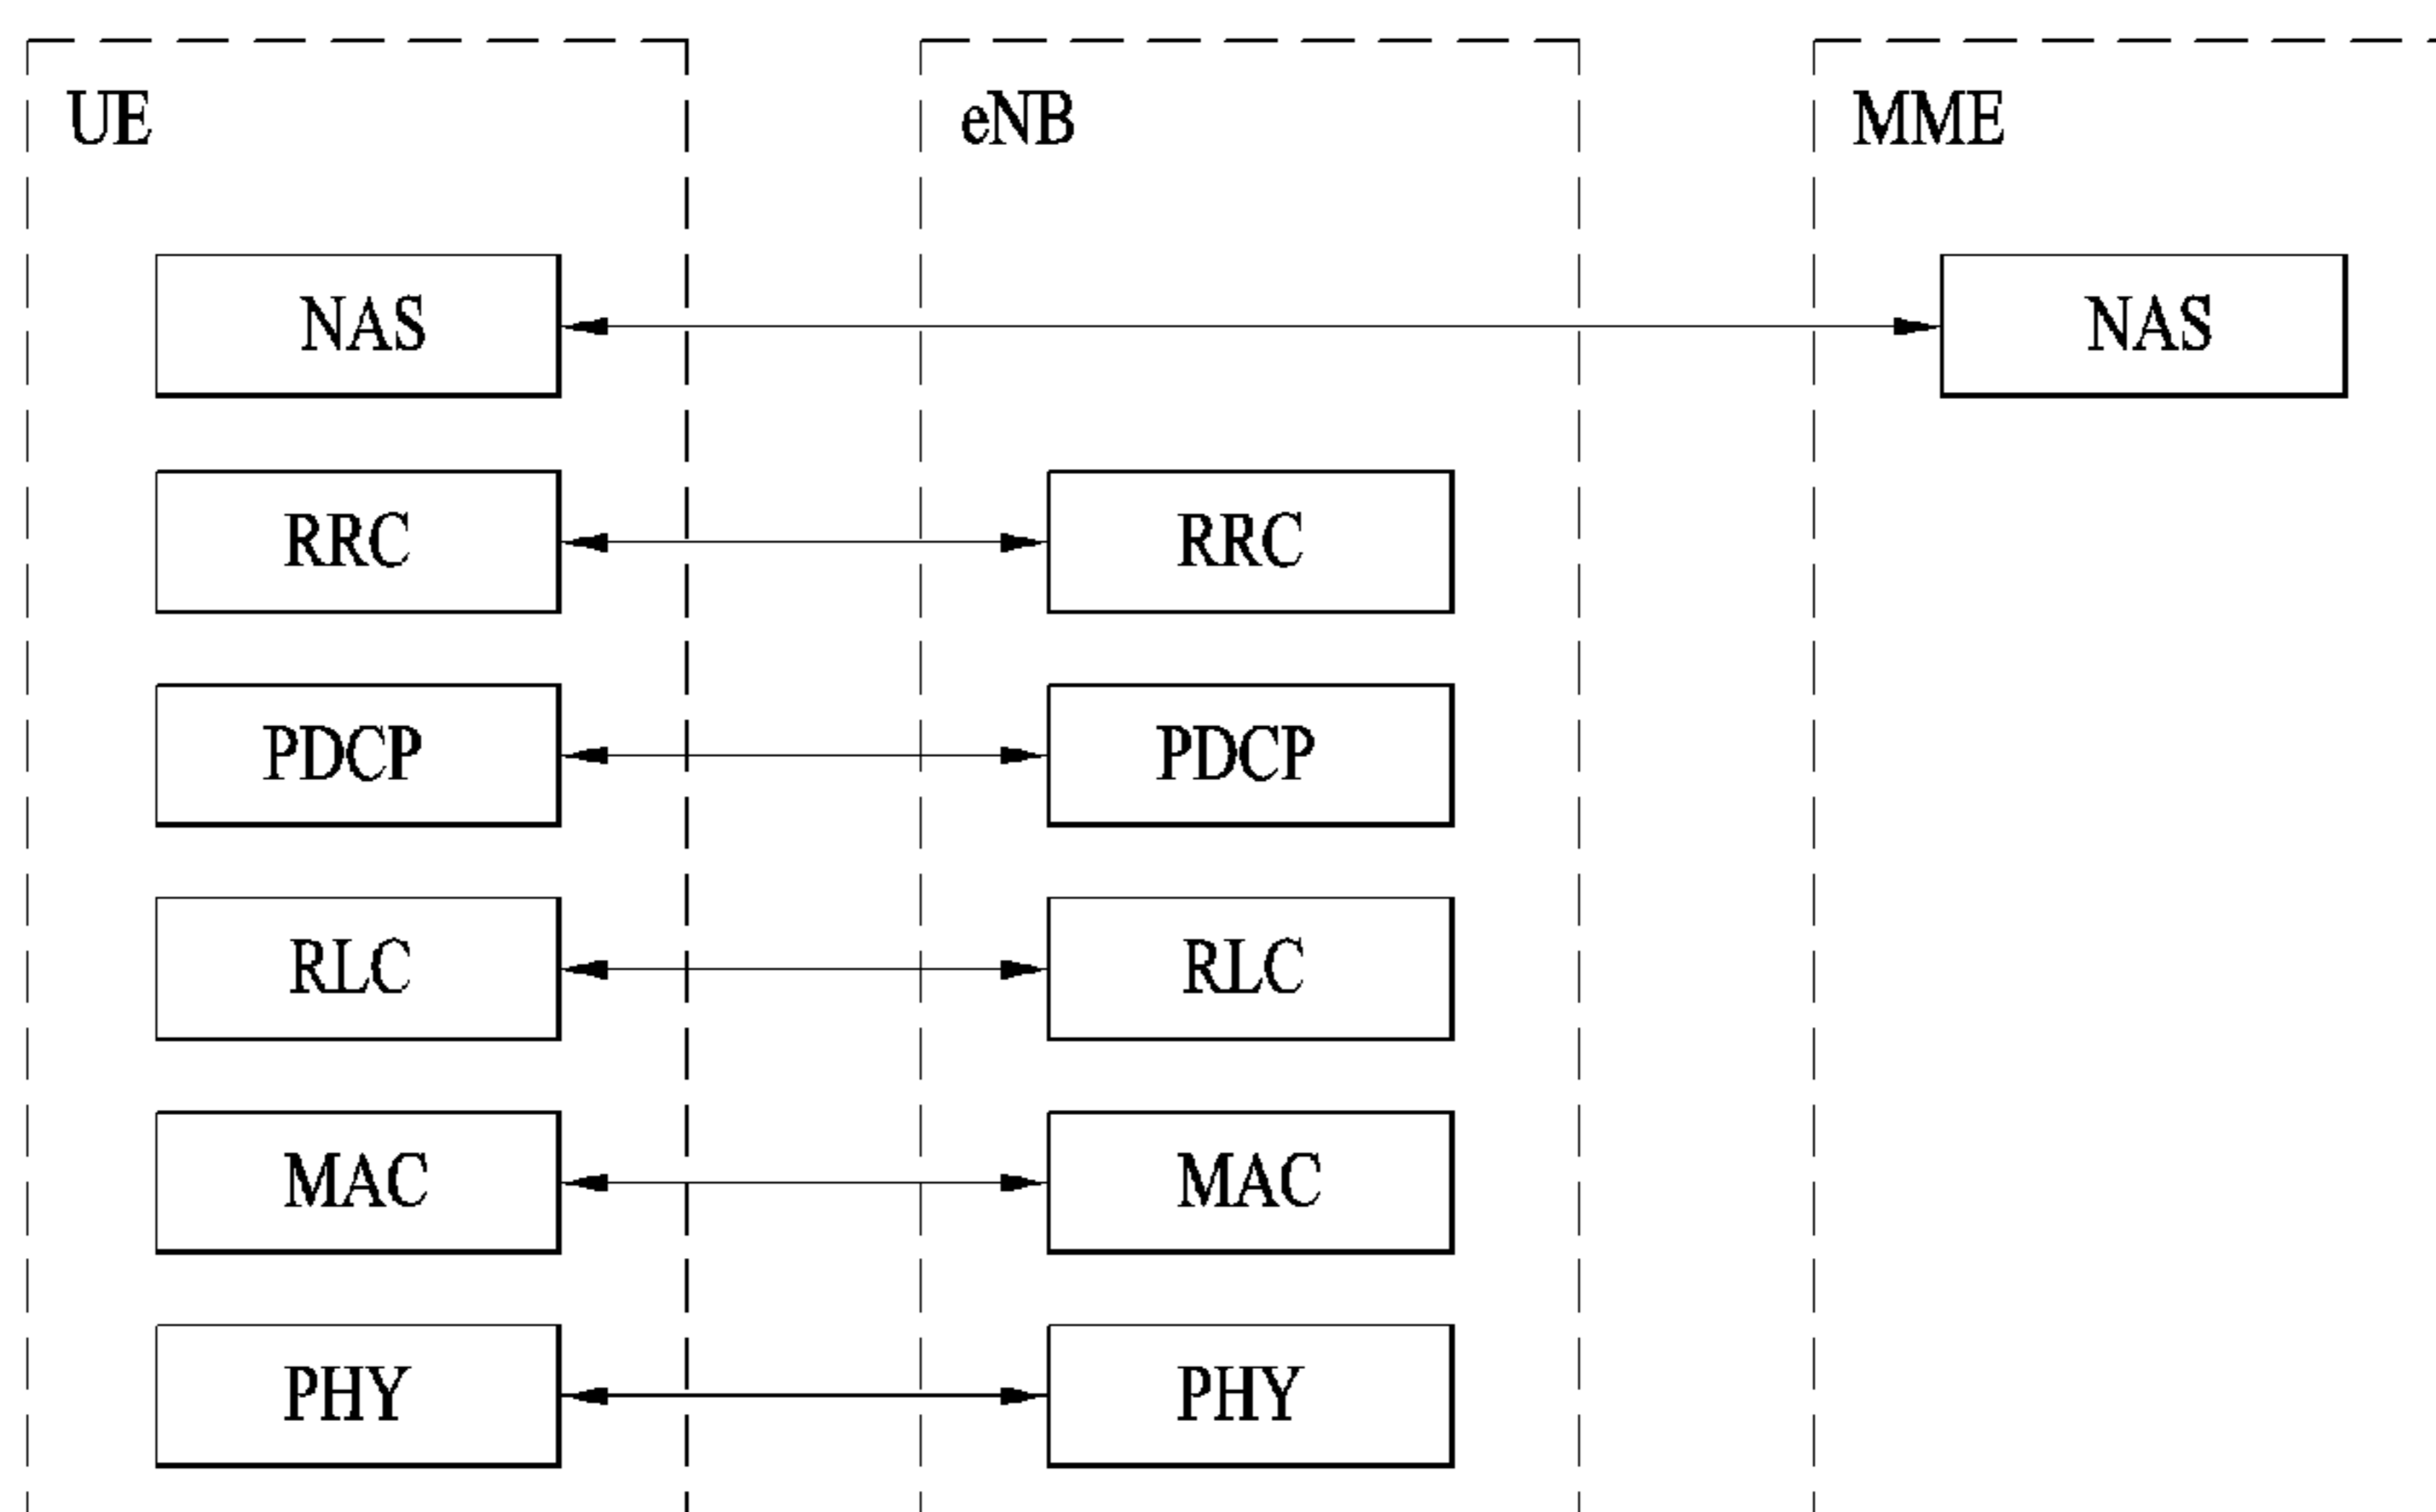 UE eNB MME
NAS NAS
RRC RRC
PDCP PDCP
RLC RLC
MAC MAC
PHY PHY